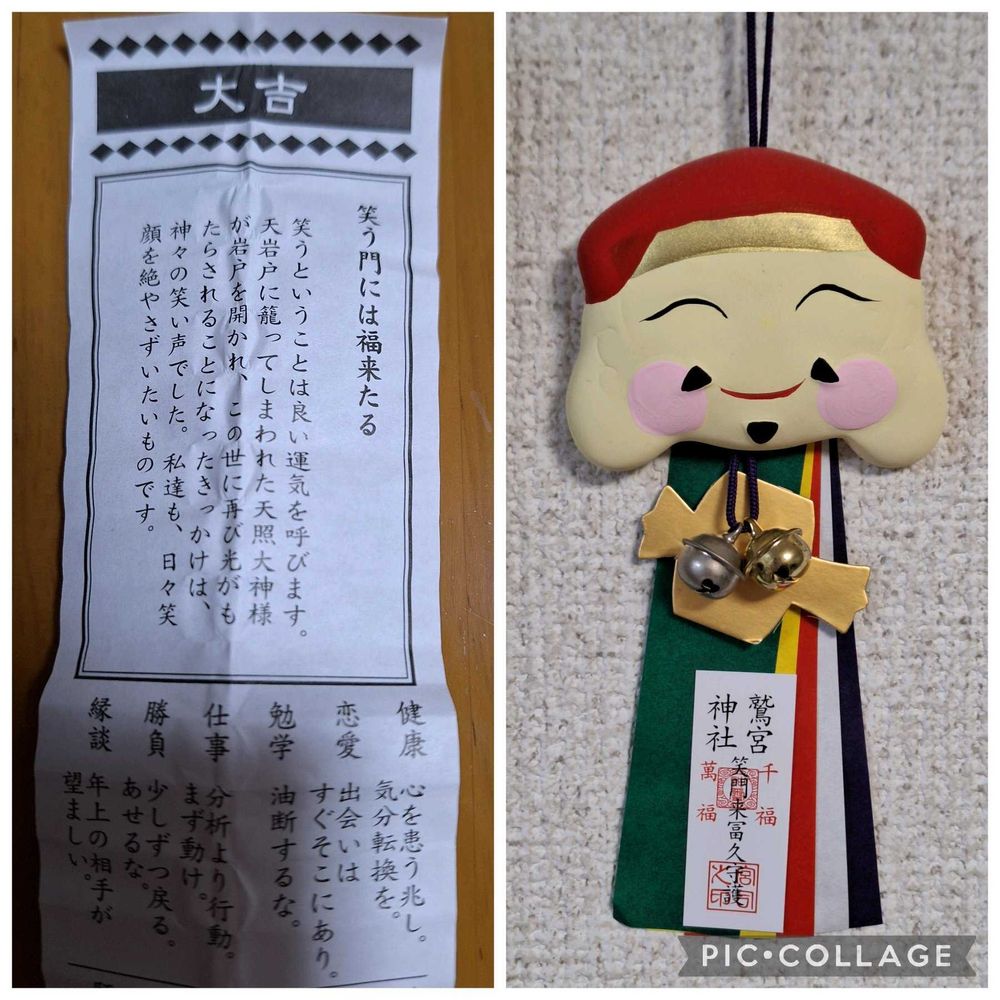 大吉
笑う門には福来たる
笑うということは良い運気を呼びます。
天岩戸に籠ってしまわれた天照大神様
が岩戸を開かれ、この世に再び光がも
たらされることになったきっかけは、
神々の笑い声でした。私達も、日々笑
顔を絶やさずいたいものです。
健康
心を患う兆し。
気分転換を。
恋愛
出会いは
すぐそこにあり。
勉学
油断するな。
仕事
分析より行動。
まず動け。
勝負
少しずつ戻る。
あせるな。
縁談
年上の相手が
望ましい。
鷲宮
神社
千福
笑門来冨久守護
萬福
PIC•COLLAGE